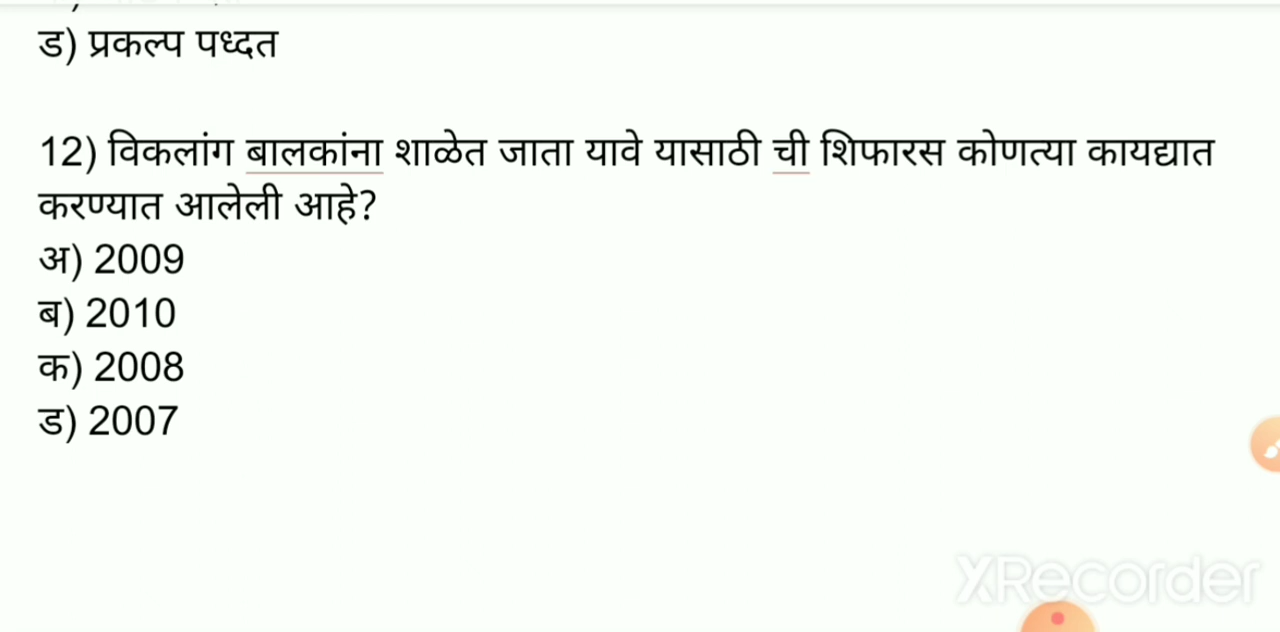 ड) प्रकल्प पध्दत
12) विकलांग बालकांना शाळेत जाता यावे यासाठी ची शिफारस कोणत्या कायद्यात
करण्यात आलेली आहे?
अ) 2009
ब) 2010
क) 2008
ड) 2007
XRecorder